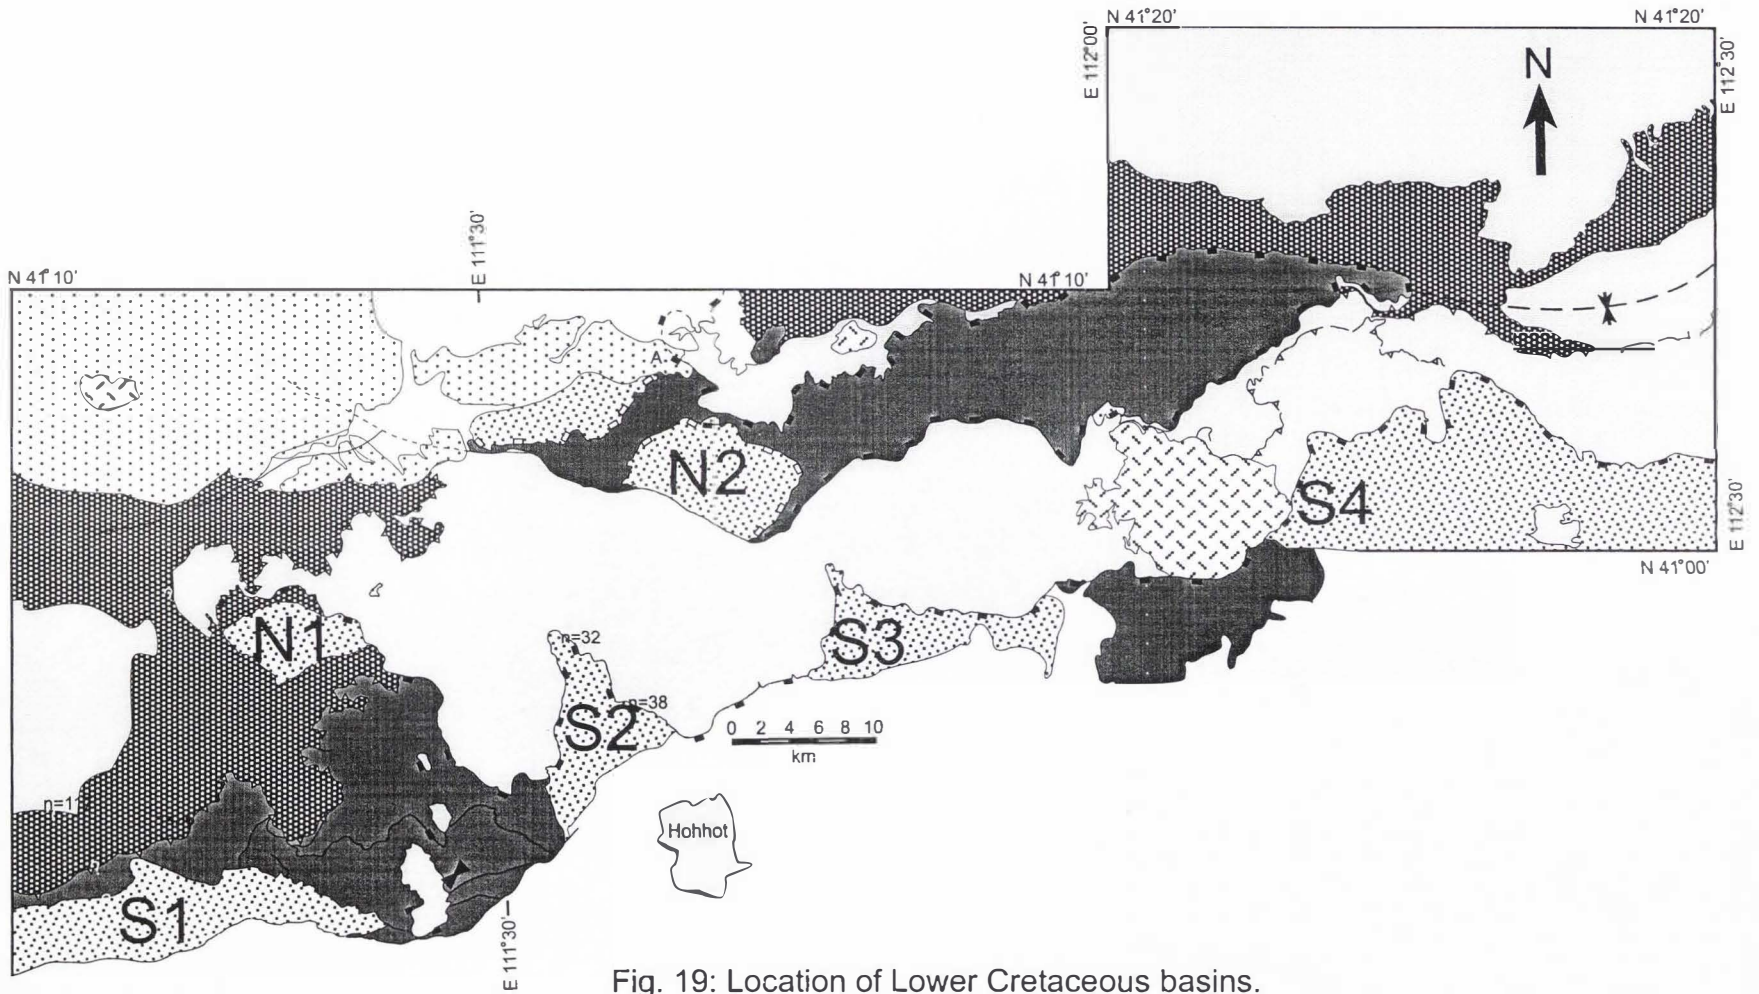 N 41°20'
N 41°20'
E 112°00'
E 112°30'
N
E 111°30'
N 41°10'
N 41°10'
A
N2
S4
E 112°30'
N 41°00'
N1
n=32
S3
n=38
S2
0 2 4 6 8 10
km
n=11
Hohhot
S1
E 111°30'
Fig. 19: Location of Lower Cretaceous basins.